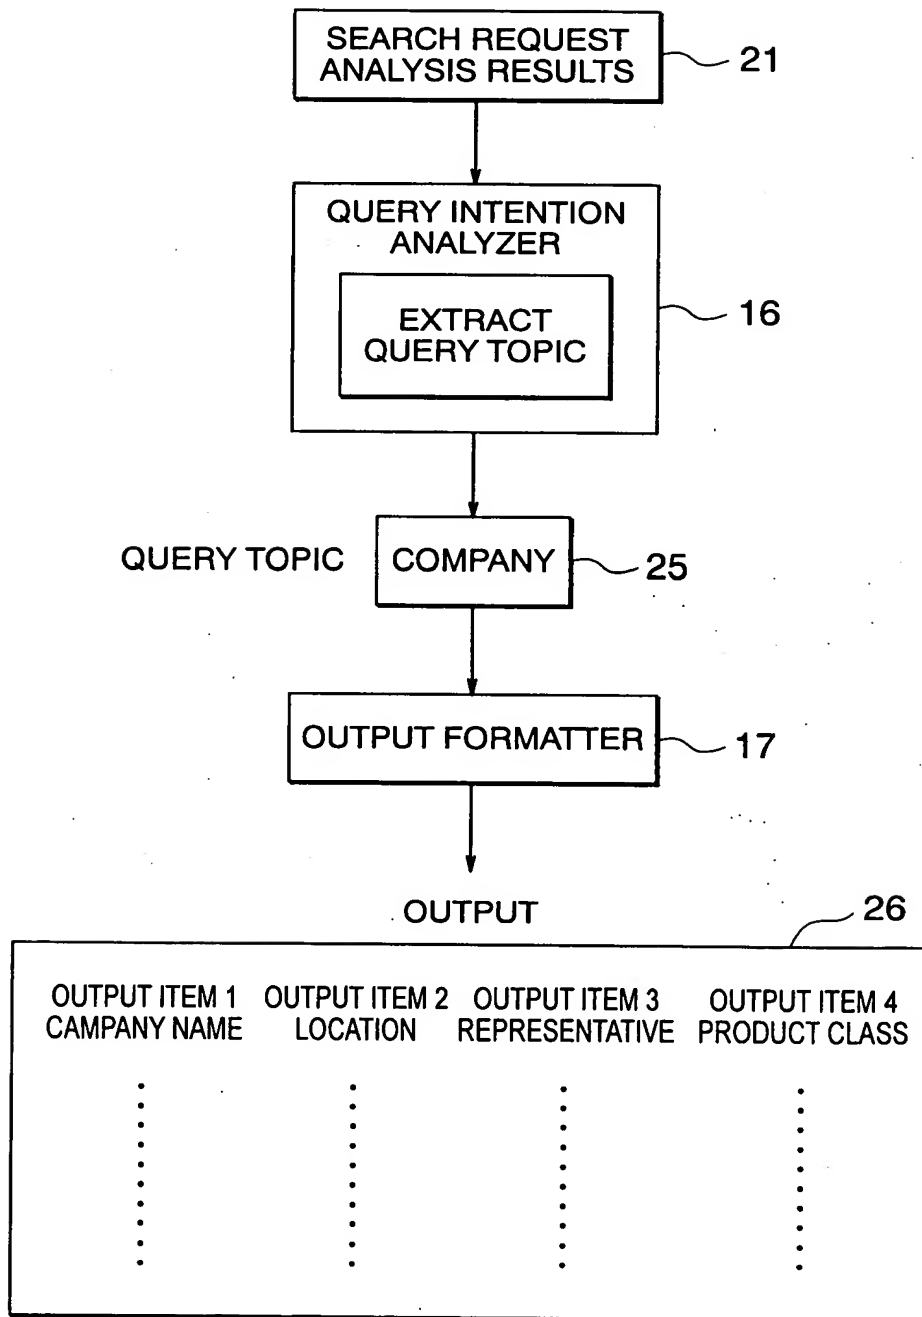 SEARCH REQUEST
ANALYSIS RESULTS
21
QUERY INTENTION
ANALYZER
EXTRACT
QUERY TOPIC
16
QUERY TOPIC
COMPANY
25
OUTPUT FORMATTER
17
OUTPUT
26
OUTPUT ITEM 1
CAMPANY NAME
OUTPUT ITEM 2
LOCATION
OUTPUT ITEM 3
REPRESENTATIVE
OUTPUT ITEM 4
PRODUCT CLASS